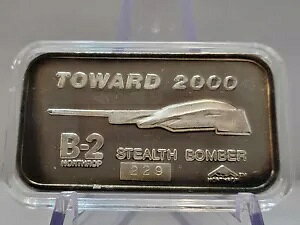 TOWARD 2000
B-2
NORTHROP
STEALTH BOMBER
229